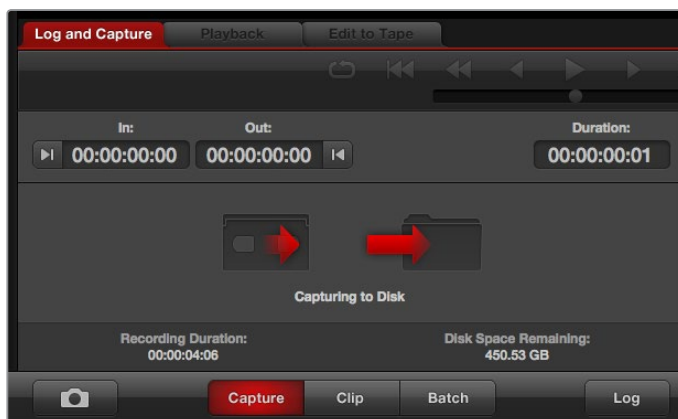 Log and Capture Playback Edit to Tape
In: Out: Duration:
00:00:00:00 00:00:00:00 00:00:00:01
Capturing to Disk
Recording Duration: Disk Space Remaining:
00:00:04:06 450.53 GB
Capture Clip Batch Log